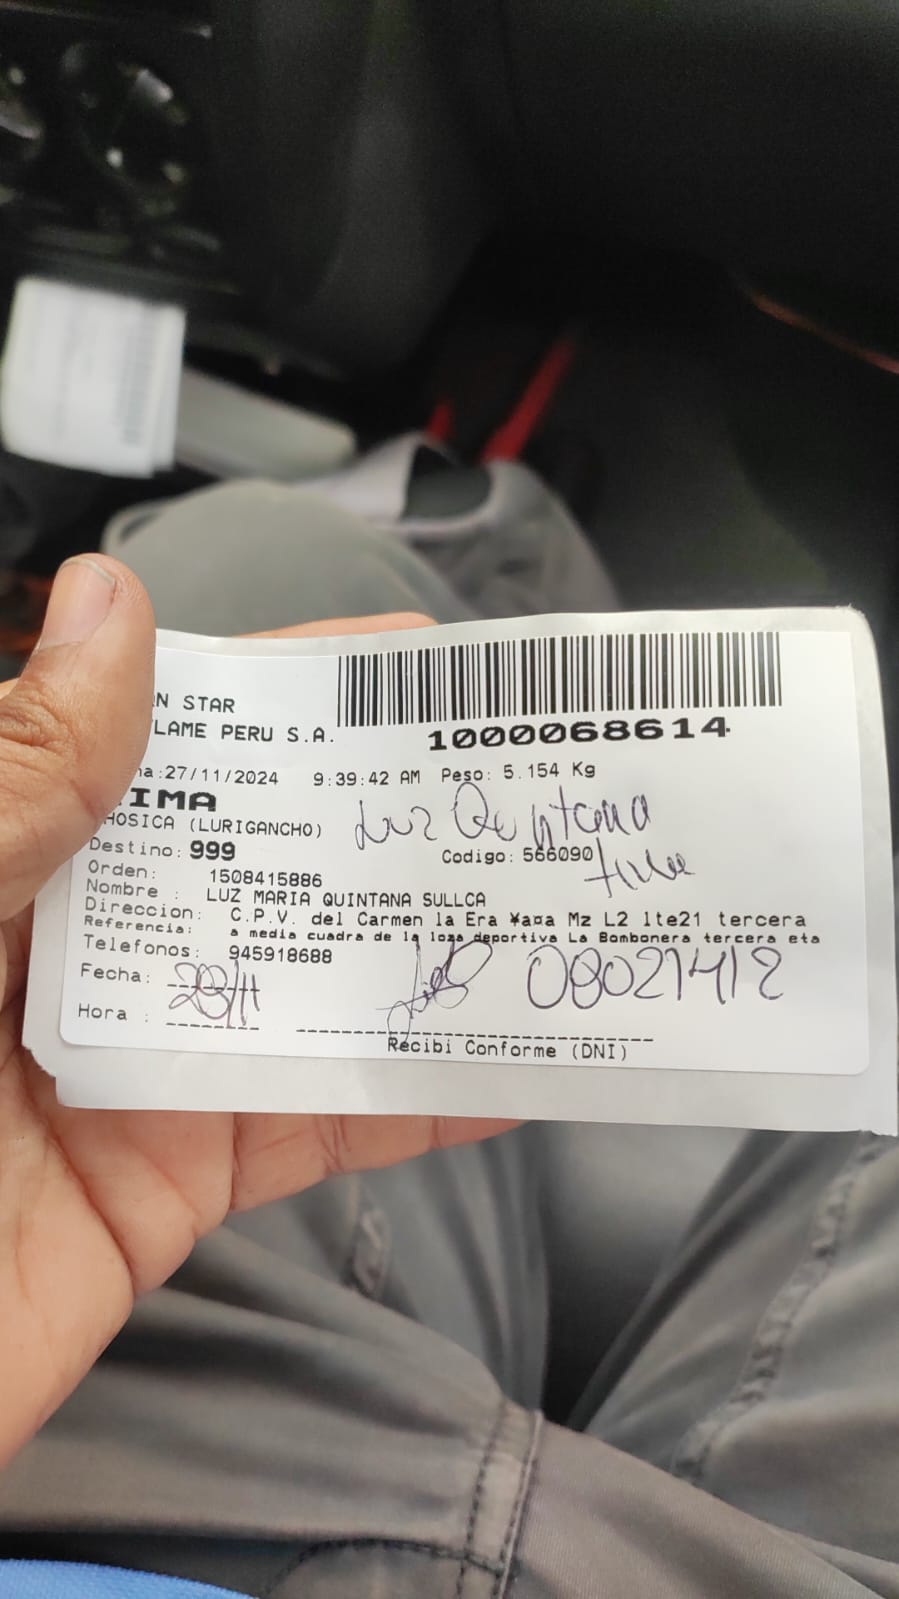 N STAR
LAME PERU S.A.
1000068614
a:27/11/2024 9:39:42 AM Peso: 5.154 Kg
IMA
HOSICA (LURIGANCHO)
Luz Quintana
Destino: 999
Codigo: 566090
Orden: 1508415886
Nombre : LUZ MARIA QUINTANA SULLCA
Direccion: C.P.V. del Carmen la Era ¥a¤a Mz L2 lte21 tercera
Referencia: a media cuadra de la loza deportiva La Bombonera tercera eta
Telefonos: 945918688
Fecha: 28/11
08021412
Hora :
Recibi Conforme (DNI)